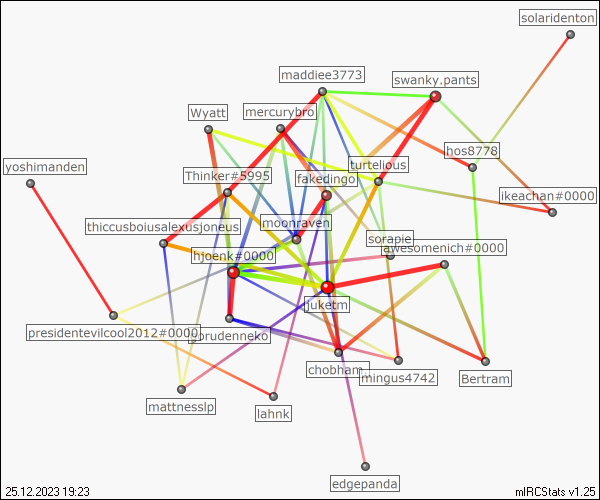 solaridenton
maddiee3773
swanky.pants
Wyatt
mercurybro
hos8778
yoshimanden
turtelious
Thinker#5995
fakedingo
ikeachan#0000
thiccusboiusalexusjoneus
moonraven
sorapie
awesomenich#0000
hjoenk#0000
juketm
presidentevilcool2012#0000
orudenneko
chobham
mingus4742
Bertram
mattnesslp
lahnk
edgepanda
25.12.2023 19:23
mIRCStats v1.25